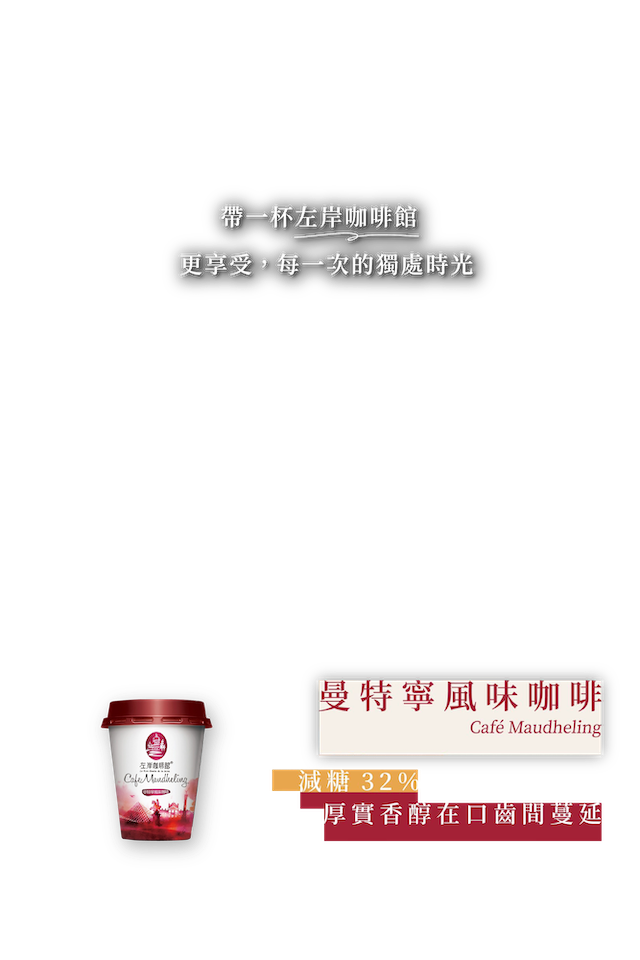 帶一杯左岸咖啡館
更享受，每一次的獨處時光
曼特寧風味咖啡
Café Maudheling
減糖 32%
厚實香醇在口齒間蔓延
左岸咖啡館
Cafe Maudheling